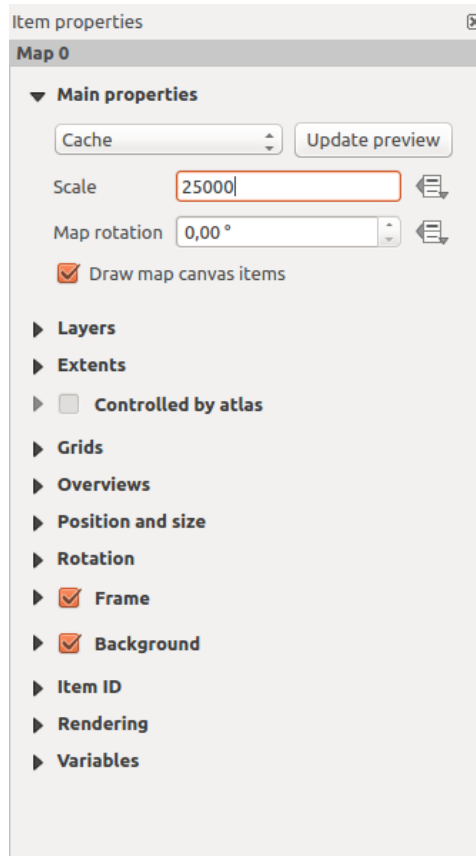 Item properties
Map 0
Main properties
Cache Update preview
Scale 25000
Map rotation 0,00 °
Draw map canvas items
Layers
Extents
Controlled by atlas
Grids
Overviews
Position and size
Rotation
Frame
Background
Item ID
Rendering
Variables